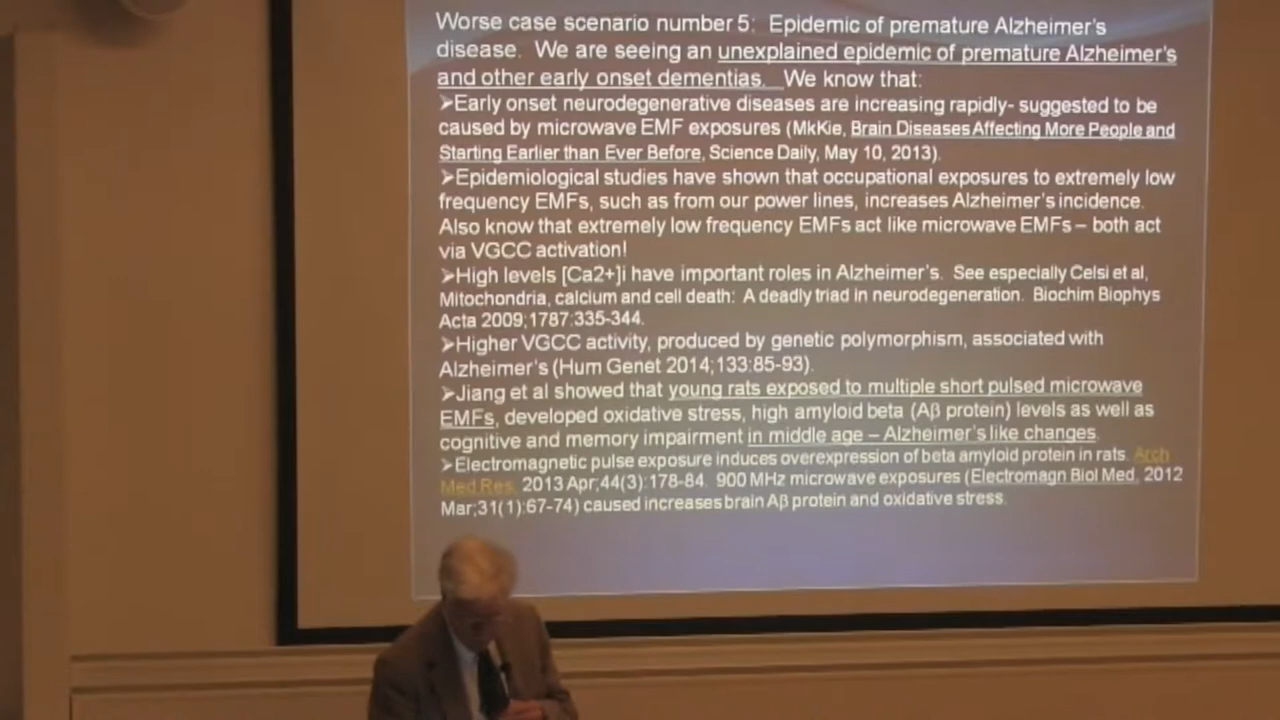 Worse case scenario number 5: Epidemic of premature Alzheimer's
disease. We are seeing an unexplained epidemic of premature Alzheimer's
and other early onset dementias. We know that:
➢Early onset neurodegenerative diseases are increasing rapidly- suggested to be
caused by microwave EMF exposures (MkKie, Brain Diseases Affecting More People and
Starting Earlier than Ever Before, Science Daily, May 10, 2013).
➢Epidemiological studies have shown that occupational exposures to extremely low
frequency EMFs, such as from our power lines, increases Alzheimer's incidence.
Also know that extremely low frequency EMFs act like microwave EMFs – both act
via VGCC activation!
➢High levels [Ca2+]i have important roles in Alzheimer's. See especially Celsi et al,
Mitochondria, calcium and cell death: A deadly triad in neurodegeneration. Biochim Biophys
Acta 2009;1787:335-344.
➢Higher VGCC activity, produced by genetic polymorphism, associated with
Alzheimer's (Hum Genet 2014;133:85-93).
➢Jiang et al showed that young rats exposed to multiple short pulsed microwave
EMFs, developed oxidative stress, high amyloid beta (Aβ protein) levels as well as
cognitive and memory impairment in middle age – Alzheimer's like changes.
➢Electromagnetic pulse exposure induces overexpression of beta amyloid protein in rats. Arch
Med Res. 2013 Apr;44(3):178-84. 900 MHz microwave exposures (Electromagn Biol Med. 2012
Mar;31(1):67-74) caused increases brain Aβ protein and oxidative stress.